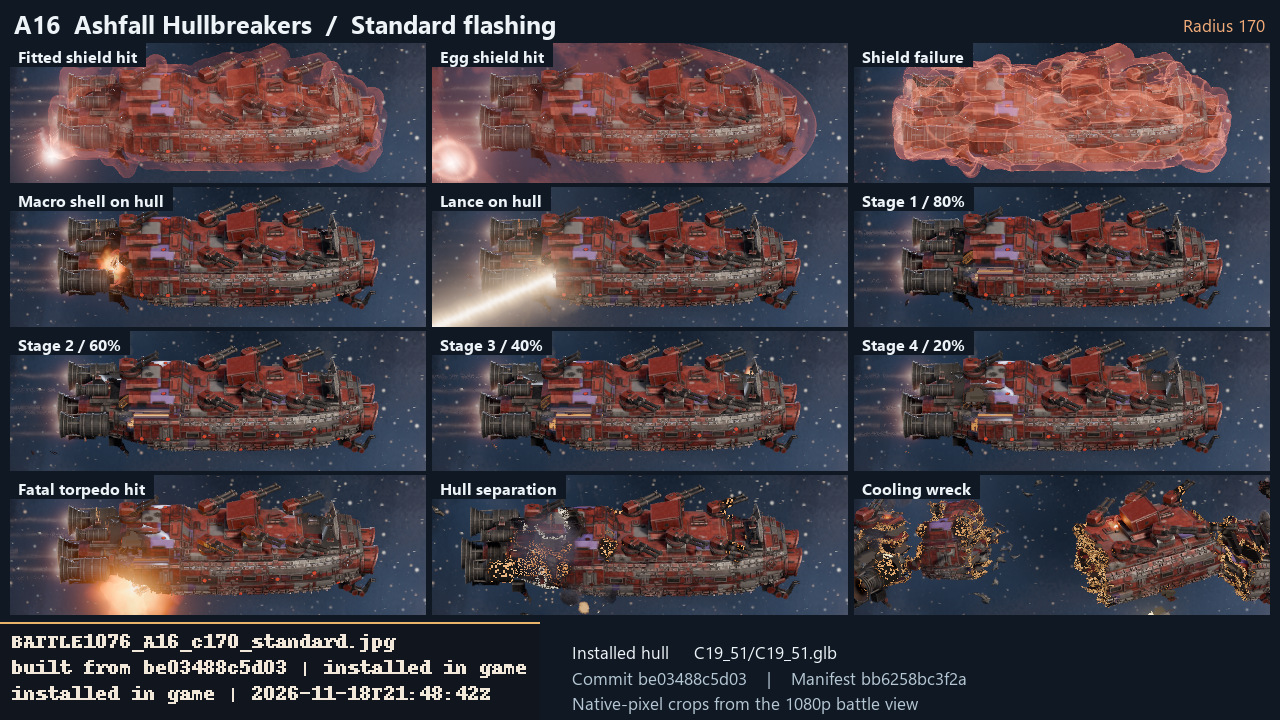 A16 Ashfall Hullbreakers / Standard flashing
Radius 170
Fitted shield hit
Egg shield hit
Shield failure
Macro shell on hull
Lance on hull
Stage 1 / 80%
Stage 2 / 60%
Stage 3 / 40%
Stage 4 / 20%
Fatal torpedo hit
Hull separation
Cooling wreck
BATTLE1076_A16_c170_standard.jpg
built from be03488c5d03 | installed in game
installed in game | 2026-11-18T21:48:42Z
Installed hull C19_51/C19_51.glb
Commit be03488c5d03 | Manifest bb6258bc3f2a
Native-pixel crops from the 1080p battle view